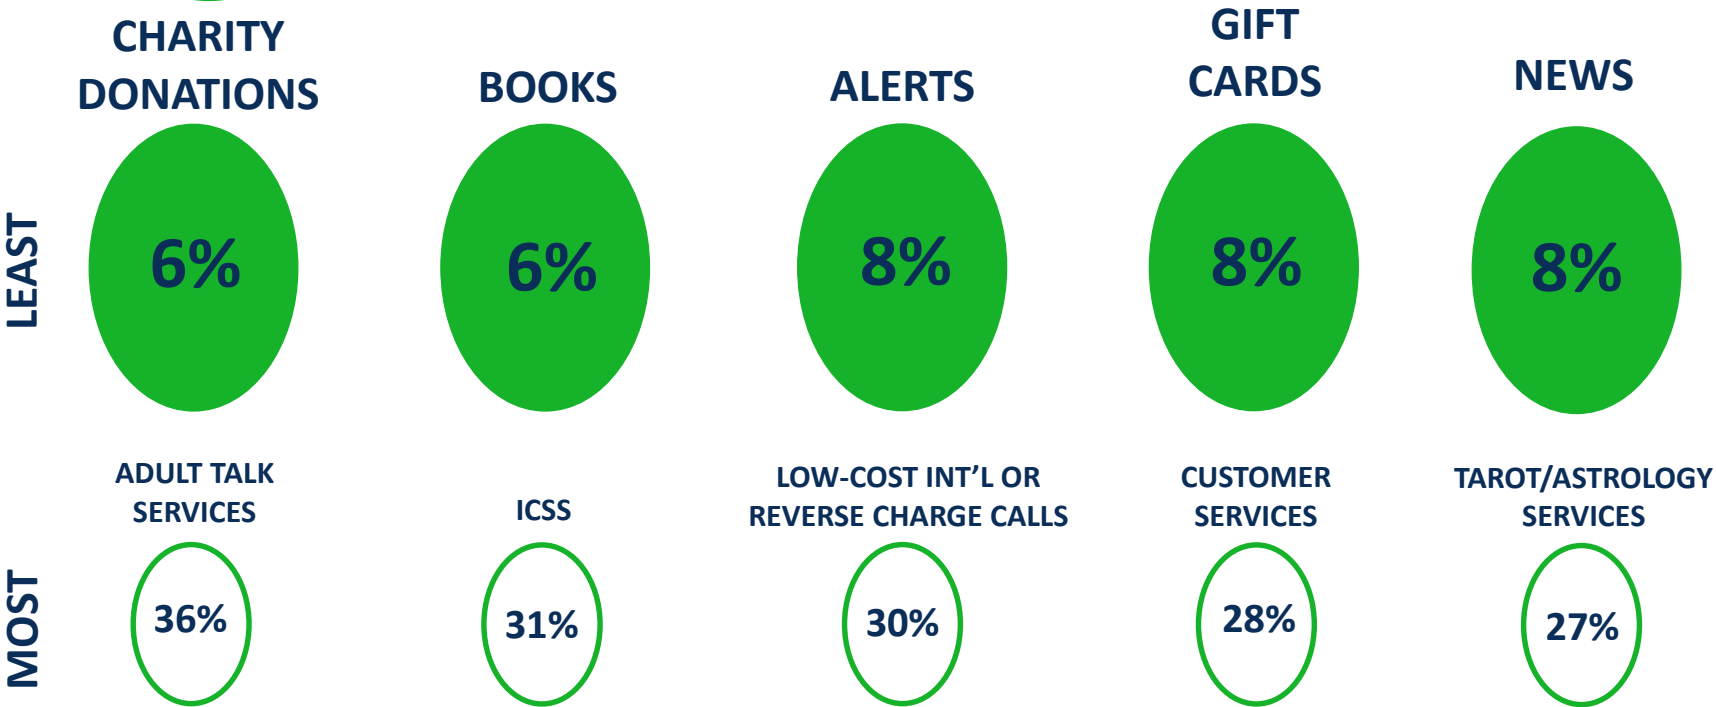 CHARITY
DONATIONS
BOOKS
ALERTS
GIFT
CARDS
NEWS
LEAST
6%
6%
8%
8%
8%
ADULT TALK
SERVICES
ICSS
LOW-COST INT’L OR
REVERSE CHARGE CALLS
CUSTOMER
SERVICES
TAROT/ASTROLOGY
SERVICES
MOST
36%
31%
30%
28%
27%